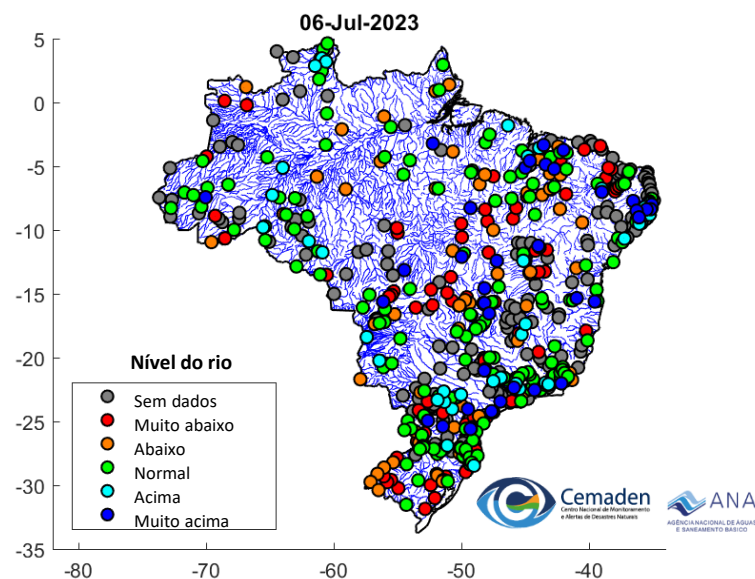 06-Jul-2023
5
0
-5
-10
-15
-20
-25
-30
-35
Nível do rio
Sem dados
Muito abaixo
Abaixo
Normal
Acima
Muito acima
Cemaden
Centro Nacional de Monitoramento
e Alertas de Desastres Naturais
ANA
AGÊNCIA NACIONAL DE ÁGUAS
E SANEAMENTO BÁSICO
-80
-70
-60
-50
-40